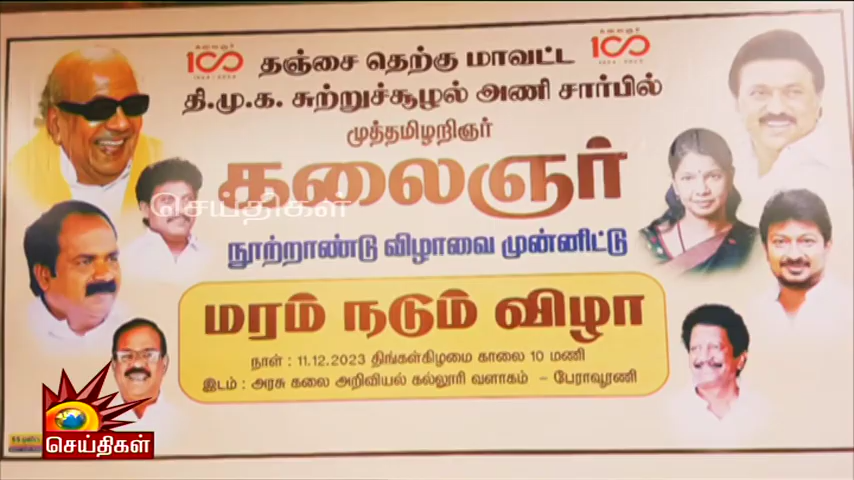 தஞ்சை தெற்கு மாவட்ட
தி.மு.க. சுற்றுச்சூழல் அணி சார்பில்
முத்தமிழறிஞர்
கலைஞர்
செய்திகள்
நூற்றாண்டு விழாவை முன்னிட்டு
மரம் நடும் விழா
நாள் : 11.12.2023 திங்கள்கிழமை காலை 10 மணி
இடம் : அரசு கலை அறிவியல் கல்லூரி வளாகம் – பேராவூரணி
100
100
செய்திகள்